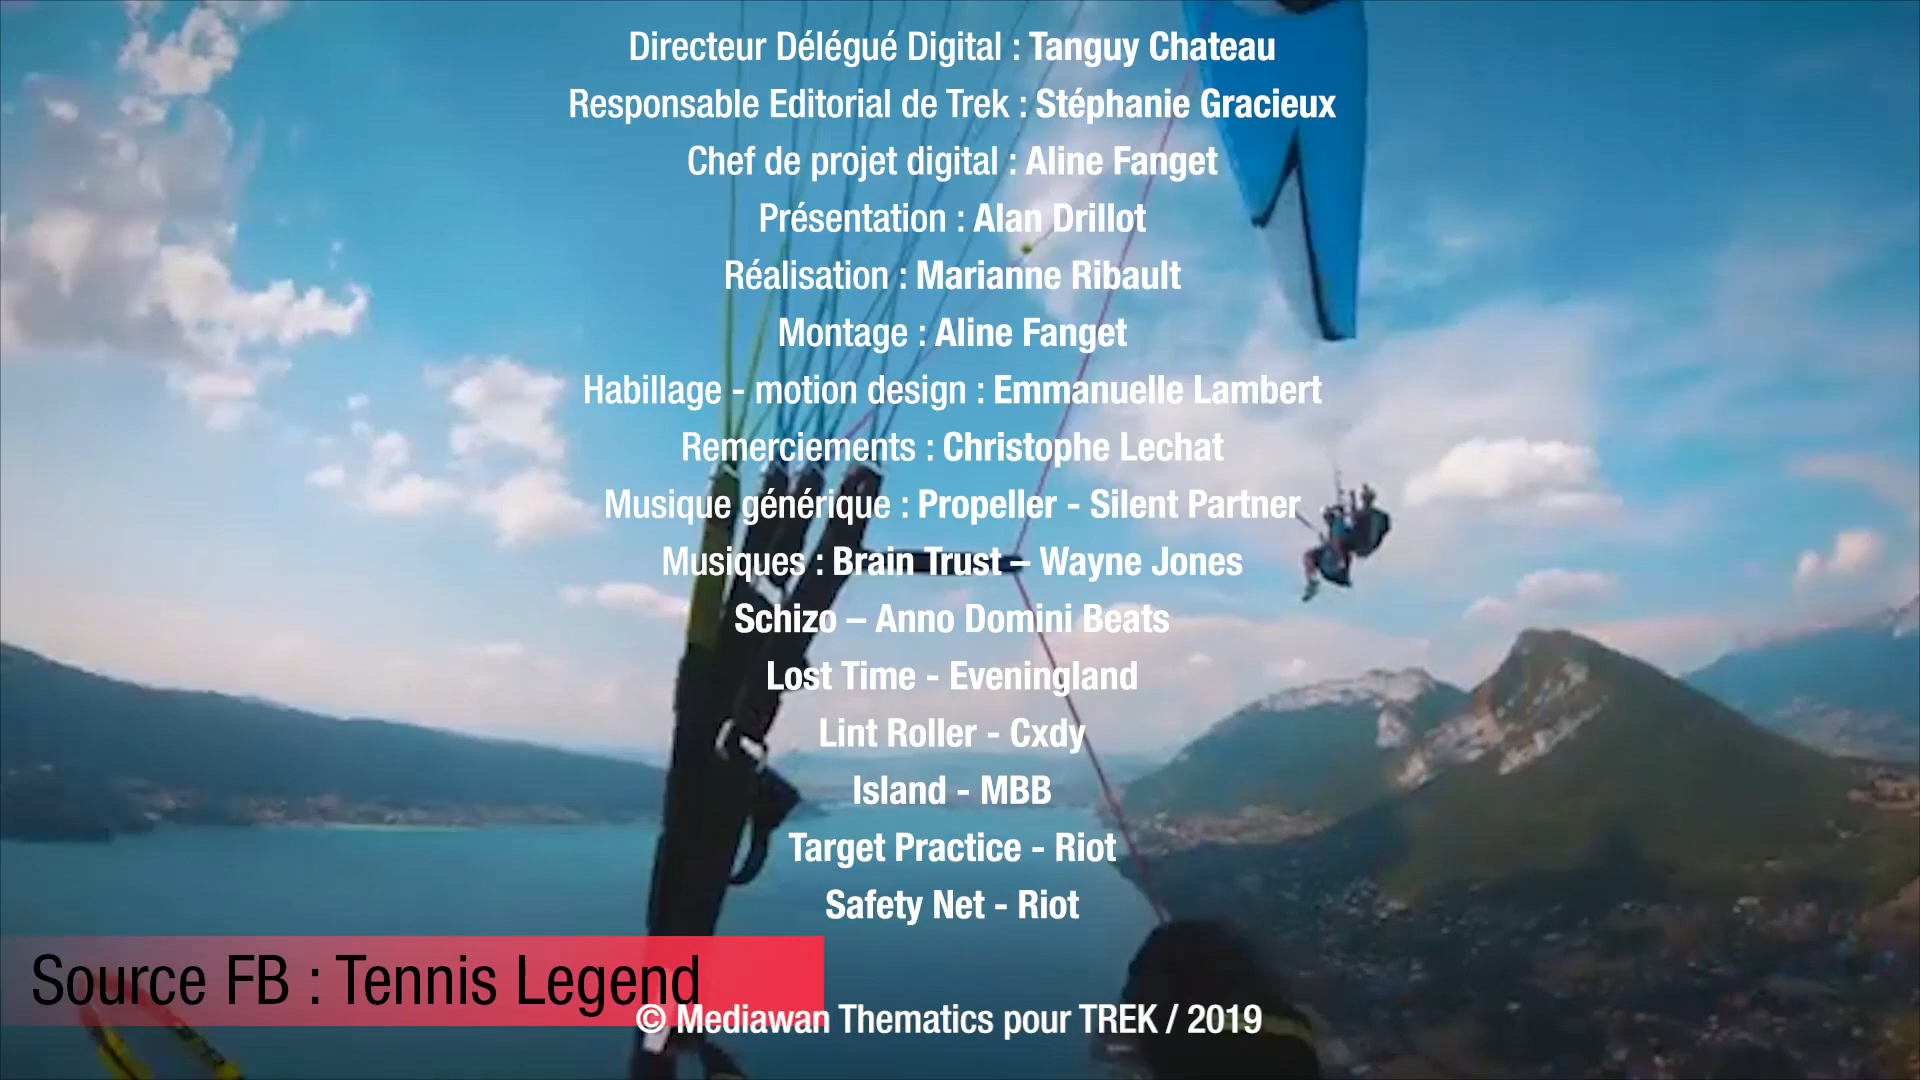 Directeur Délégué Digital : Tanguy Chateau
Responsable Editorial de Trek : Stéphanie Gracieux
Chef de projet digital : Aline Fanget
Présentation : Alan Drillot
Réalisation : Marianne Ribault
Montage : Aline Fanget
Habillage - motion design : Emmanuelle Lambert
Remerciements : Christophe Lechat
Musique générique : Propeller - Silent Partner
Musiques : Brain Trust – Wayne Jones
Schizo – Anno Domini Beats
Lost Time - Eveningland
Lint Roller - Cxdy
Island - MBB
Target Practice - Riot
Safety Net - Riot
Source FB : Tennis Legend
© Mediawan Thematics pour TREK / 2019